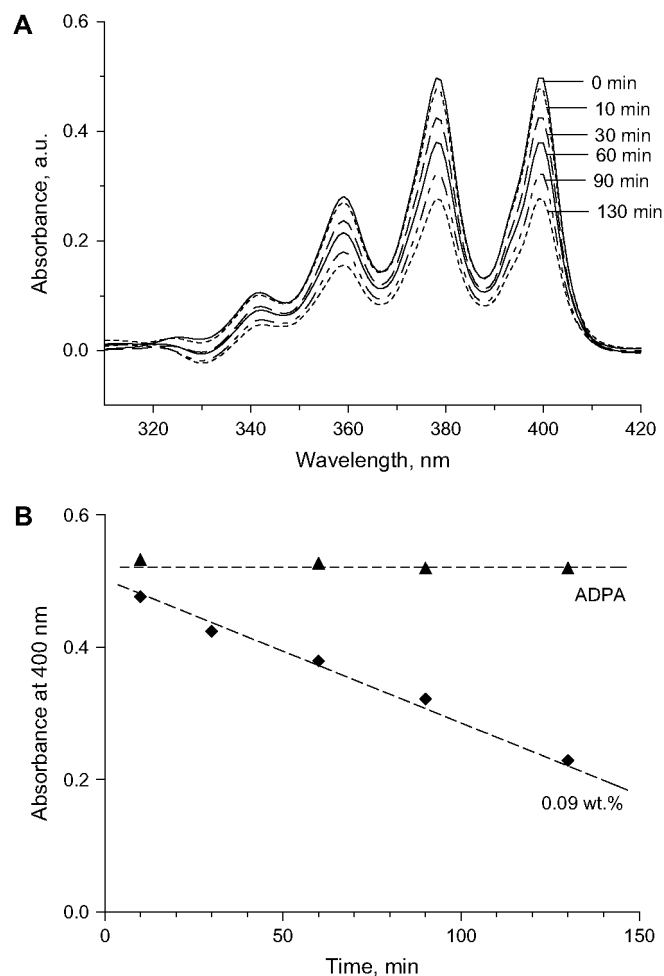 A
0.6
0.4
0.2
0.0
Absorbance, a.u.
0 min
10 min
30 min
60 min
90 min
130 min
320
340
360
380
400
420
Wavelength, nm
B
0.6
0.4
0.2
0.0
Absorbance at 400 nm
ADPA
0.09 wt.%
0
50
100
150
Time, min